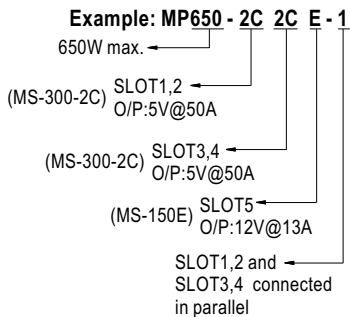 Example: MP650 - 2C 2C E - 1
650W max.
(MS-300-2C) SLOT1,2
O/P:5V@50A
(MS-300-2C) SLOT3,4
O/P:5V@50A
(MS-150E) SLOT5
O/P:12V@13A
SLOT1,2 and
SLOT3,4 connected
in parallel